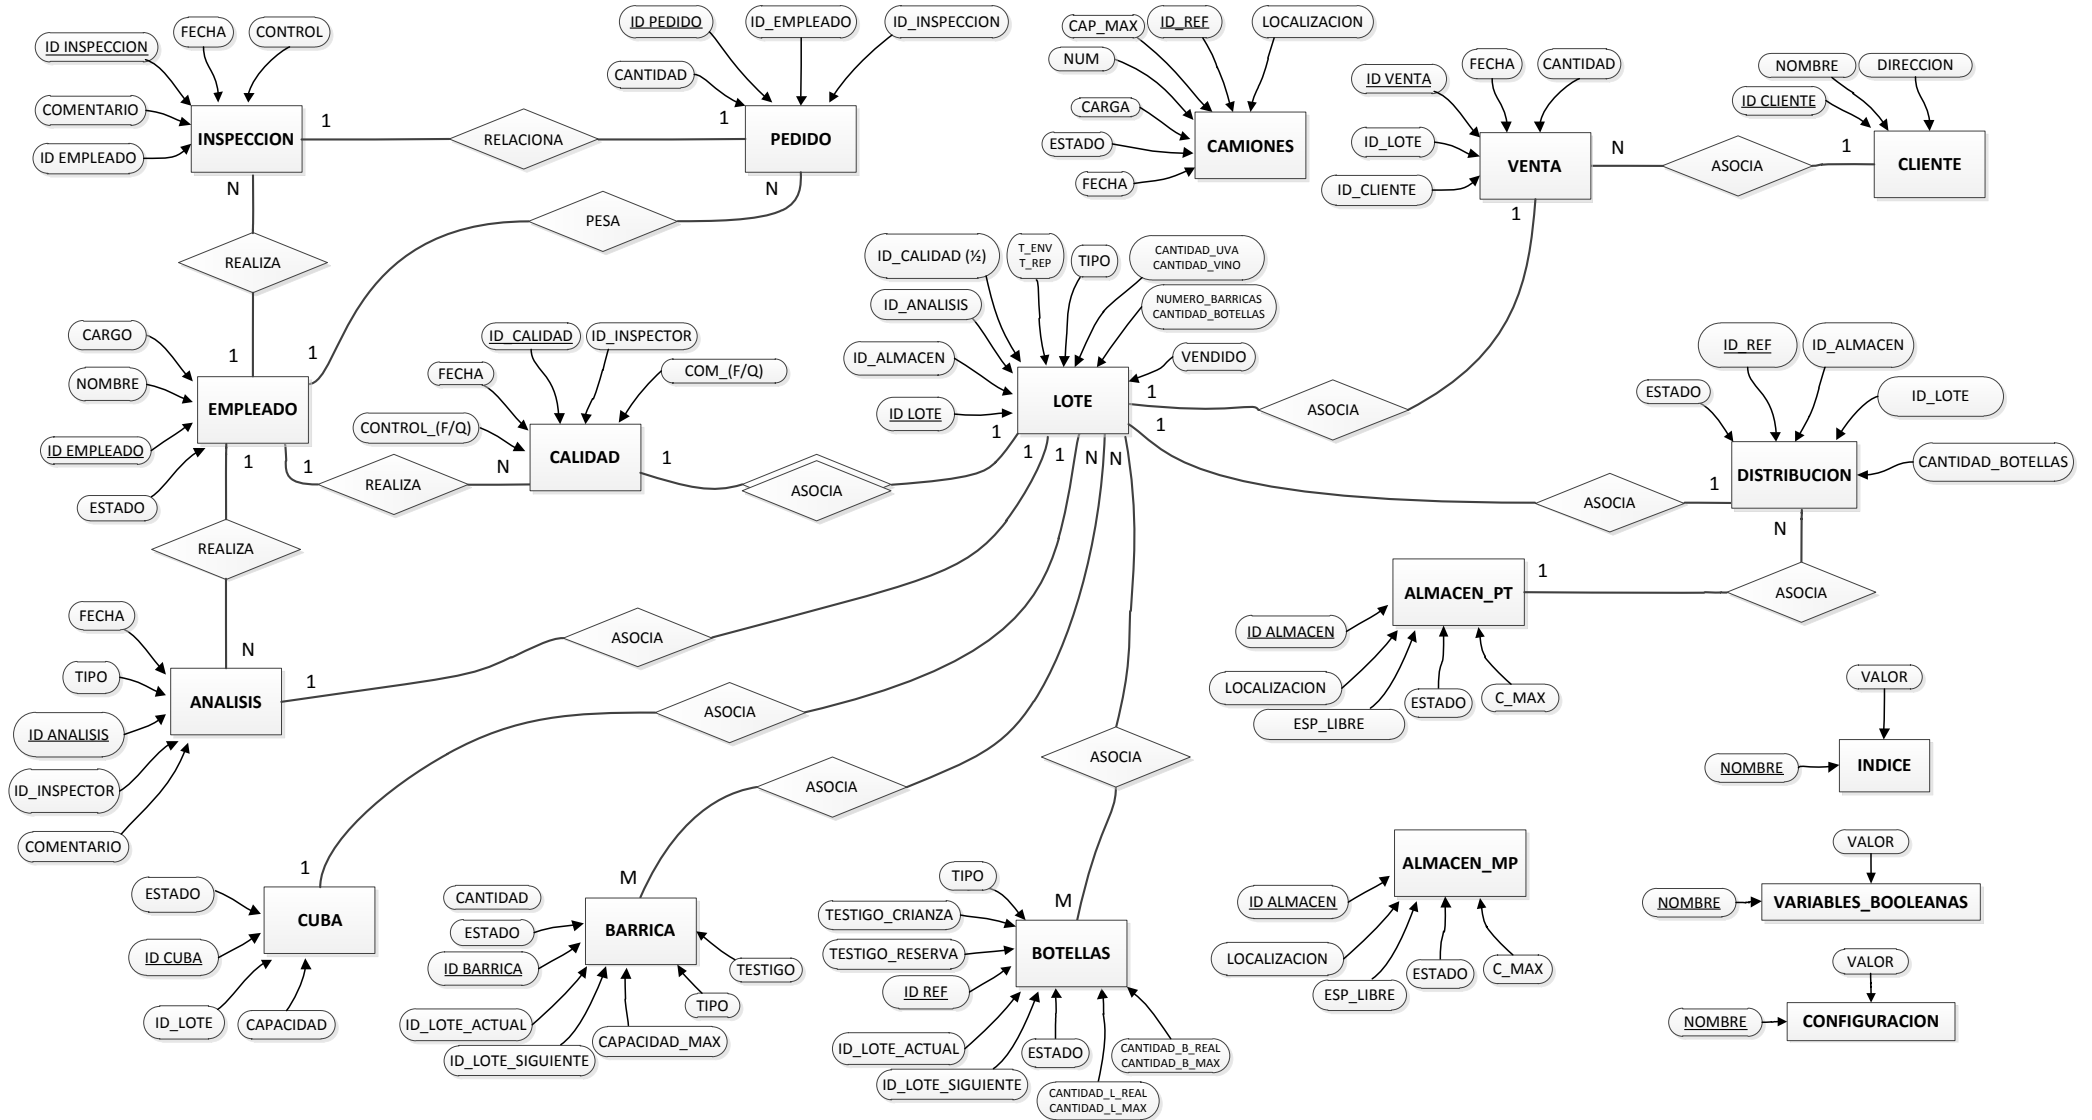 ID INSPECCION
FECHA
CONTROL
COMENTARIO
ID EMPLEADO
INSPECCION
1
RELACIONA
1
ID PEDIDO
ID_EMPLEADO
ID_INSPECCION
CANTIDAD
PEDIDO
N
N
PESA
REALIZA
CAP_MAX
ID_REF
LOCALIZACION
NUM
CARGA
ESTADO
FECHA
CAMIONES
ID VENTA
FECHA
CANTIDAD
ID_LOTE
ID_CLIENTE
VENTA
N
ASOCIA
1
1
NOMBRE
DIRECCION
ID CLIENTE
CLIENTE
CARGO
NOMBRE
ID EMPLEADO
ESTADO
EMPLEADO
1
1
1
1
REALIZA
N
FECHA
ID_CALIDAD
ID_INSPECTOR
COM_(F/Q)
CONTROL_(F/Q)
CALIDAD
1
ASOCIA
1
ID_CALIDAD (½)
T_ENV
T_REP
TIPO
CANTIDAD_UVA
CANTIDAD_VINO
ID_ANALISIS
NUMERO_BARRICAS
CANTIDAD_BOTELLAS
ID_ALMACEN
VENDIDO
ID LOTE
LOTE
1
ASOCIA
1
1
1
N
N
ASOCIA
1
ID_REF
ID_ALMACEN
ESTADO
ID_LOTE
CANTIDAD_BOTELLAS
DISTRIBUCION
N
ASOCIA
1
ALMACEN_PT
ID ALMACEN
LOCALIZACION
ESP_LIBRE
ESTADO
C_MAX
REALIZA
N
FECHA
TIPO
ID ANALISIS
ID_INSPECTOR
COMENTARIO
ANALISIS
1
ASOCIA
ASOCIA
ASOCIA
ASOCIA
1
ESTADO
ID CUBA
ID_LOTE
CAPACIDAD
CUBA
M
CANTIDAD
ESTADO
ID BARRICA
ID_LOTE_ACTUAL
ID_LOTE_SIGUIENTE
CAPACIDAD_MAX
TIPO
TESTIGO
BARRICA
M
TIPO
TESTIGO_CRIANZA
TESTIGO_RESERVA
ID REF
ID_LOTE_ACTUAL
ID_LOTE_SIGUIENTE
ESTADO
CANTIDAD_L_REAL
CANTIDAD_L_MAX
CANTIDAD_B_REAL
CANTIDAD_B_MAX
BOTELLAS
ALMACEN_MP
ID ALMACEN
LOCALIZACION
ESP_LIBRE
ESTADO
C_MAX
VALOR
NOMBRE
INDICE
VALOR
NOMBRE
VARIABLES_BOOLEANAS
VALOR
NOMBRE
CONFIGURACION